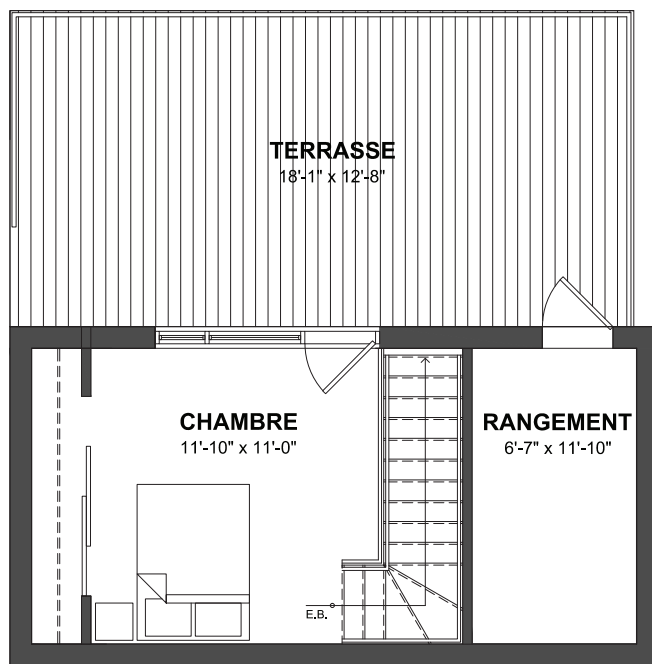 TERRASSE
18'-1" x 12'-8"
CHAMBRE
11'-10" x 11'-0"
RANGEMENT
6'-7" x 11'-10"
E.B.